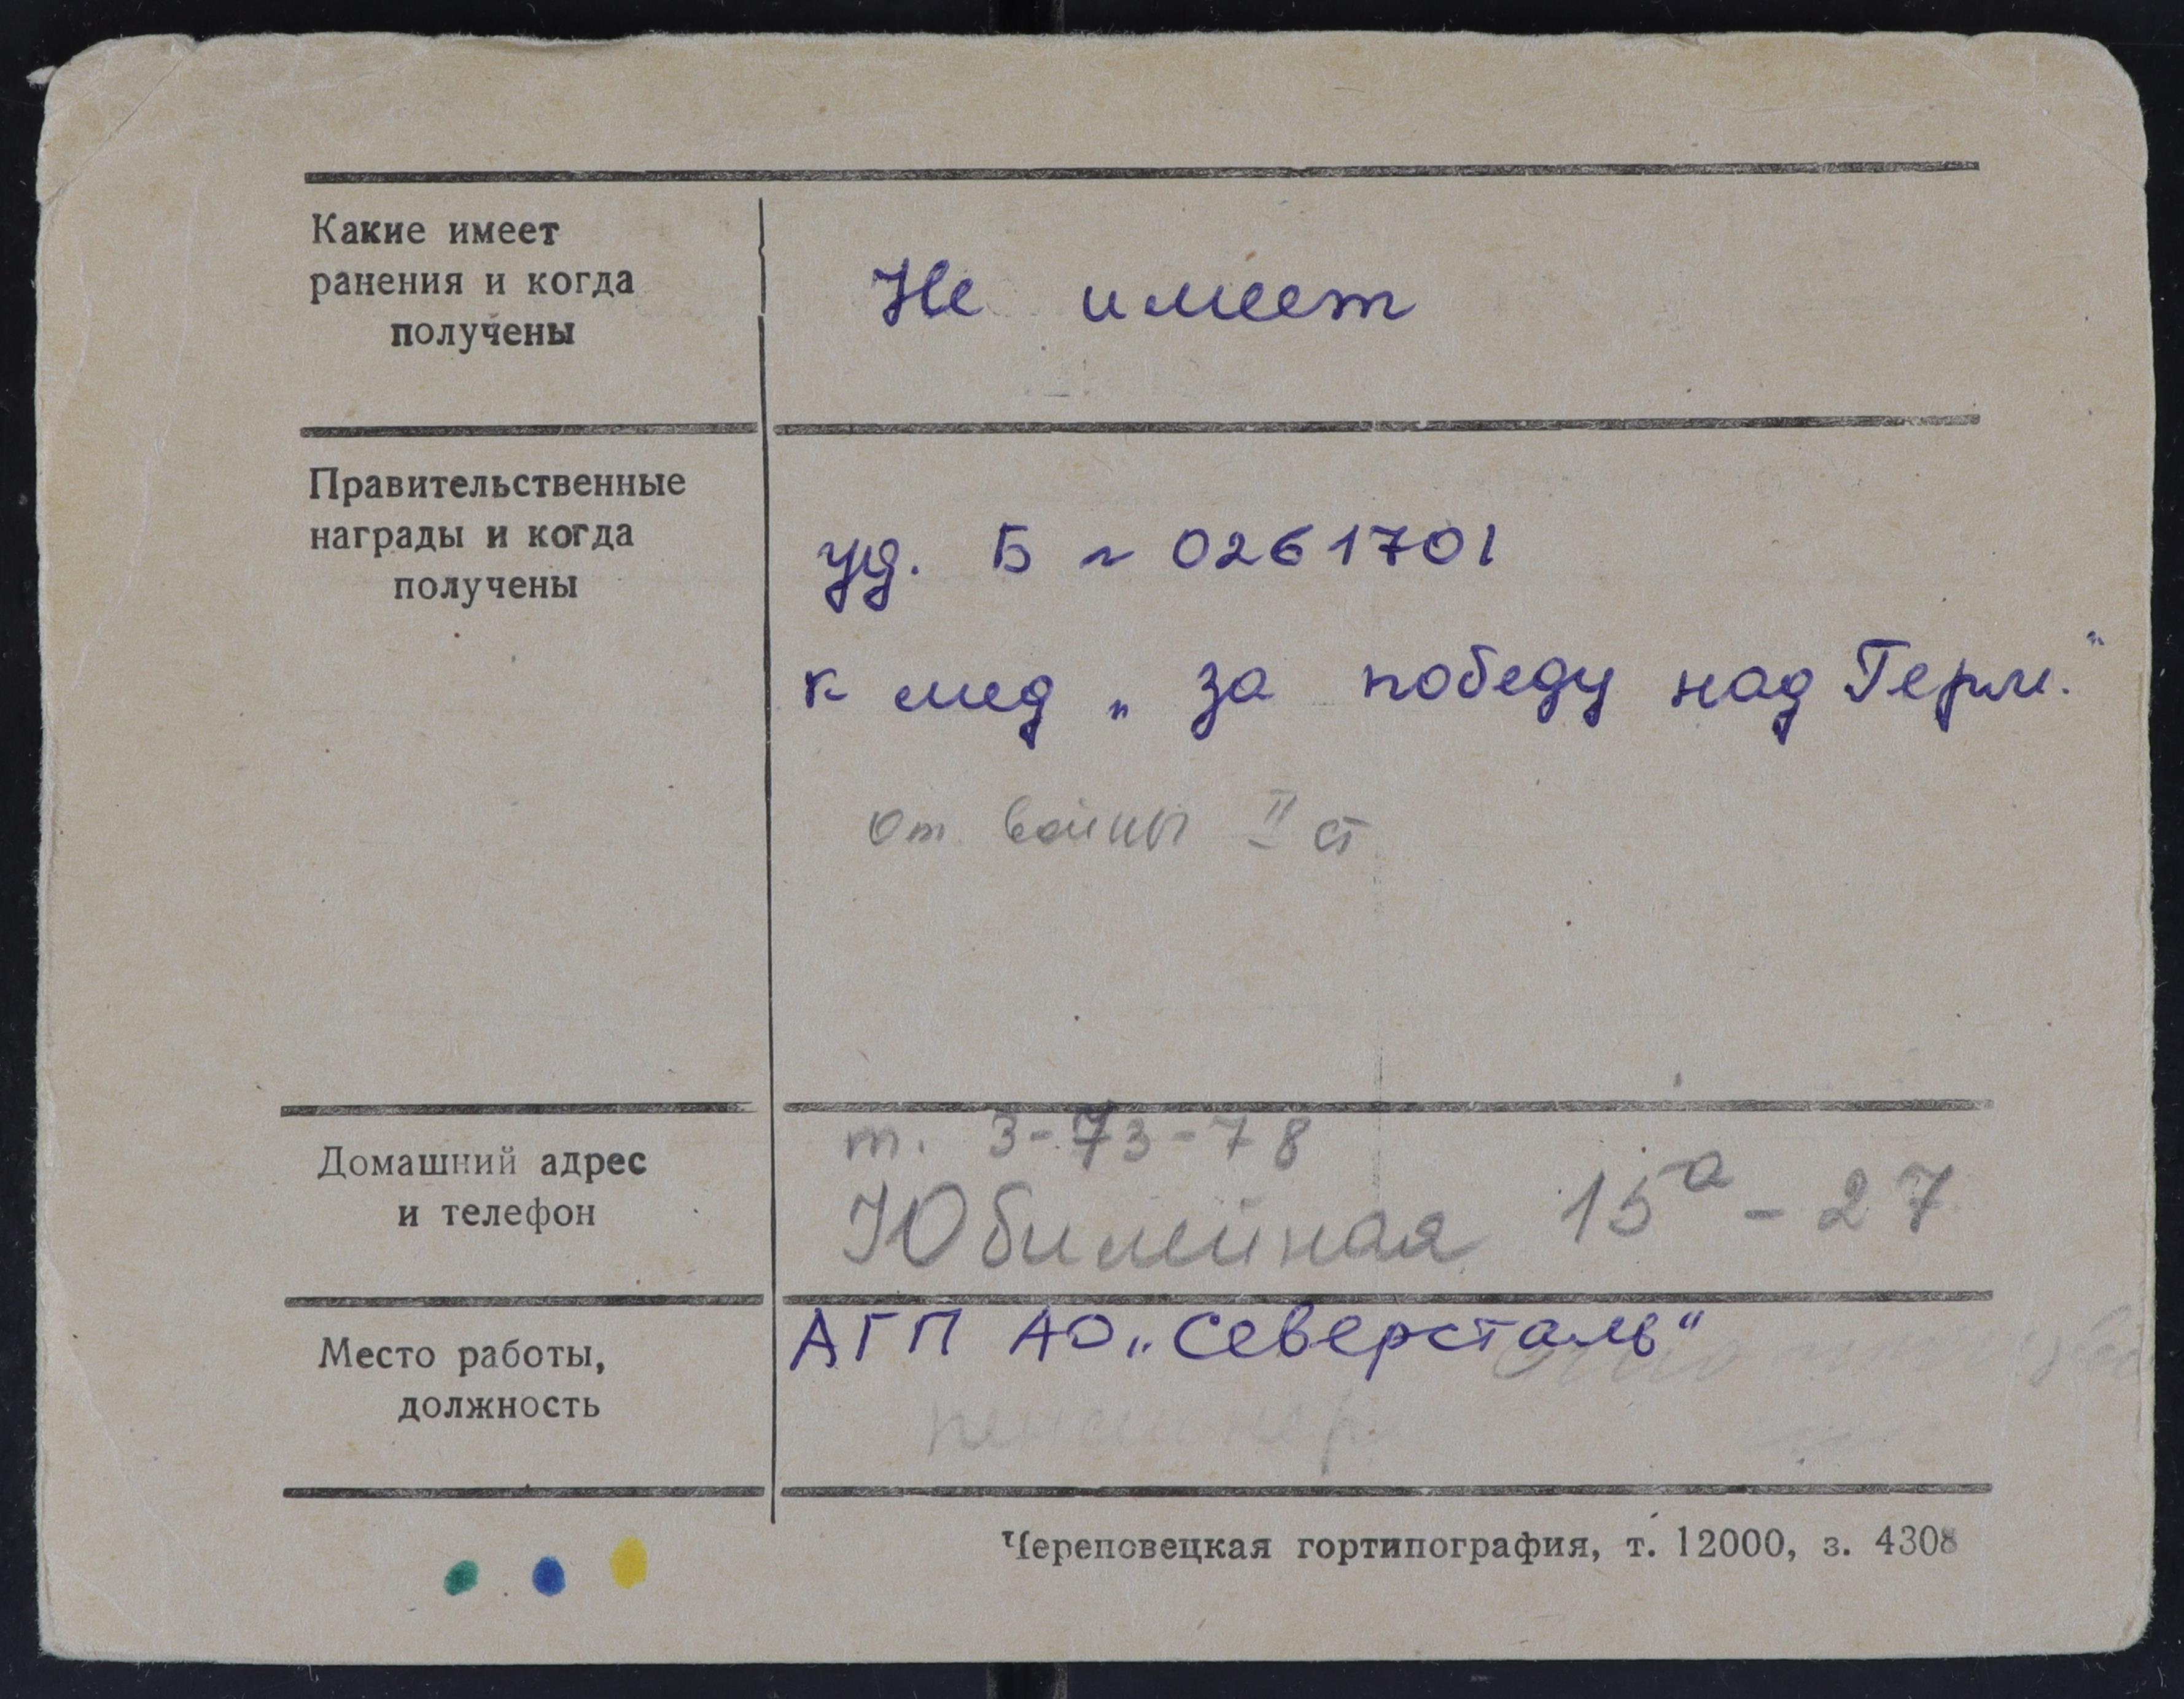 Какие имеет
ранения и когда
получены
Не имеет
Правительственные
награды и когда
получены
уд. Б ~ 0261701
к мед „ за победу над Герм."
От войны II ст
Домашний адрес
и телефон
т. 3-73-78
Юбилейная 15а - 27
Место работы,
должность
АГП АО „Северсталь"
пенсионер
Череповецкая гортипография, т. 12000, з. 4308